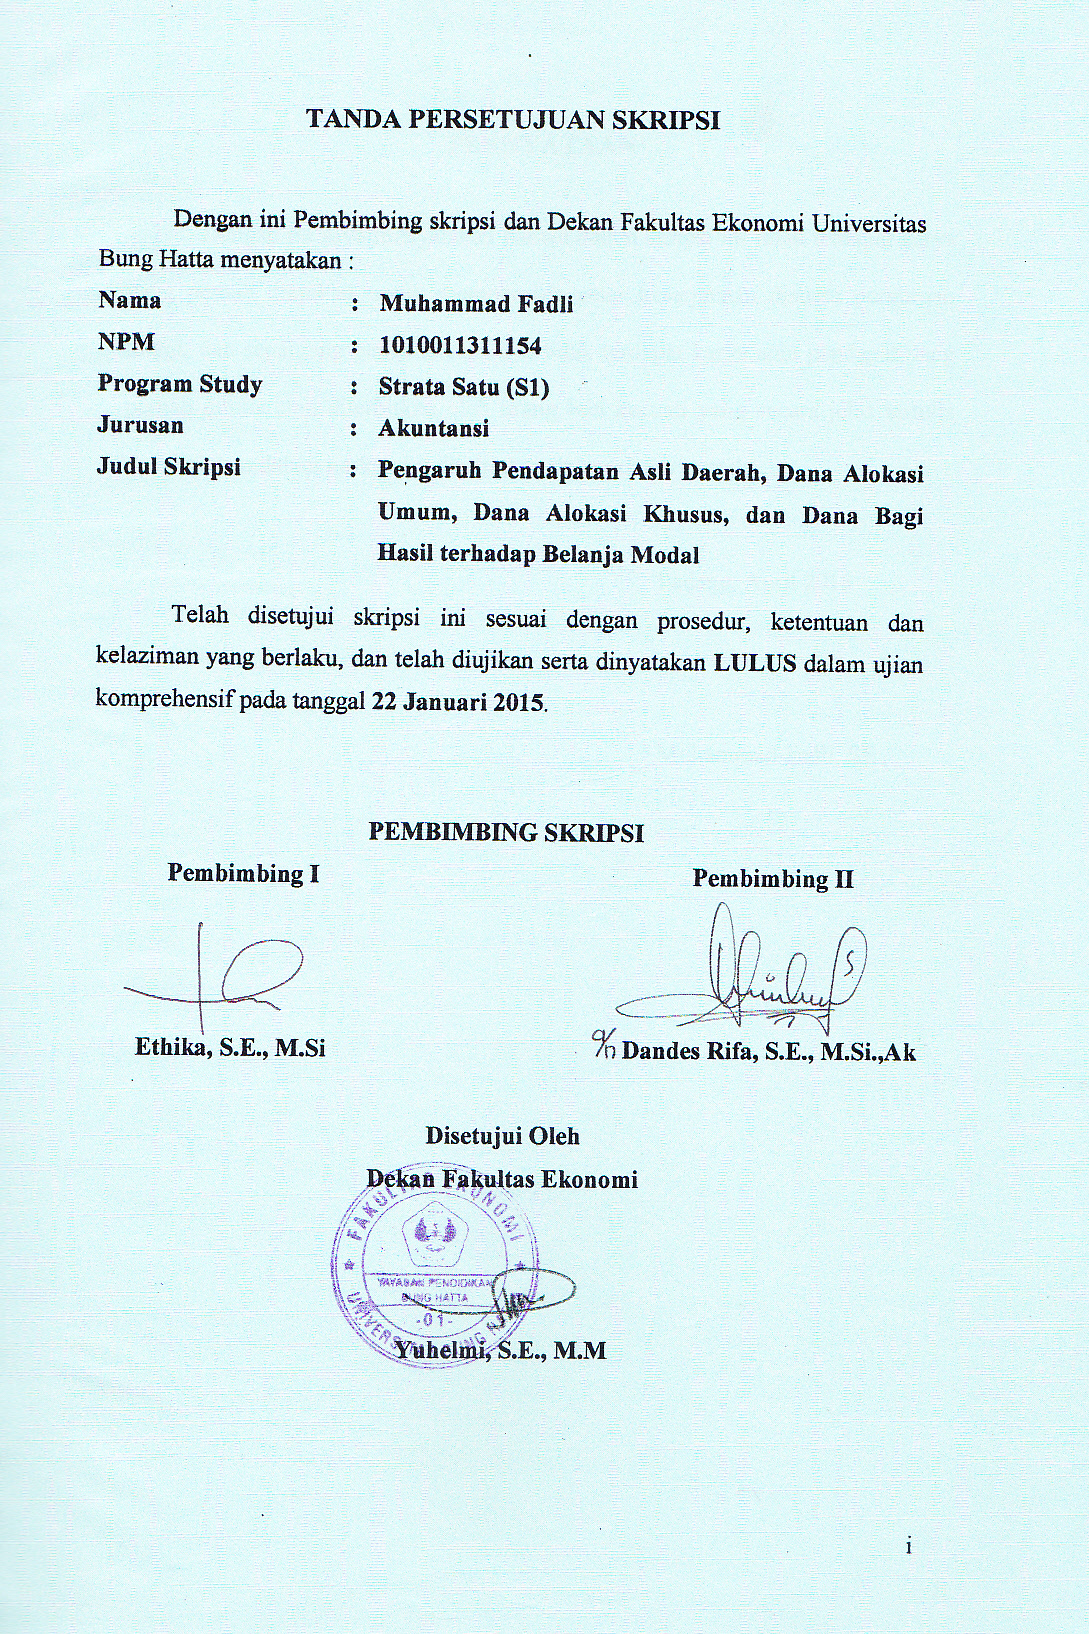 TANDA PERSETUJUAN SKRIPSI
Dengan ini Pembimbing skripsi dan Dekan Fakultas Ekonomi Universitas
Bung Hatta menyatakan :
Nama : Muhammad Fadli
NPM : 1010011311154
Program Study : Strata Satu (S1)
Jurusan : Akuntansi
Judul Skripsi : Pengaruh Pendapatan Asli Daerah, Dana Alokasi
Umum, Dana Alokasi Khusus, dan Dana Bagi
Hasil terhadap Belanja Modal
Telah disetujui skripsi ini sesuai dengan prosedur, ketentuan dan
kelaziman yang berlaku, dan telah diujikan serta dinyatakan LULUS dalam ujian
komprehensif pada tanggal 22 Januari 2015.
PEMBIMBING SKRIPSI
Pembimbing I Pembimbing II
Ethika, S.E., M.Si a/n Dandes Rifa, S.E., M.Si.,Ak
Disetujui Oleh
Dekan Fakultas Ekonomi
FAKULTAS EKONOMI
YAYASAN PENDIDIKAN
BUNG HATTA
-01-
Yuhelmi, S.E., M.M
i